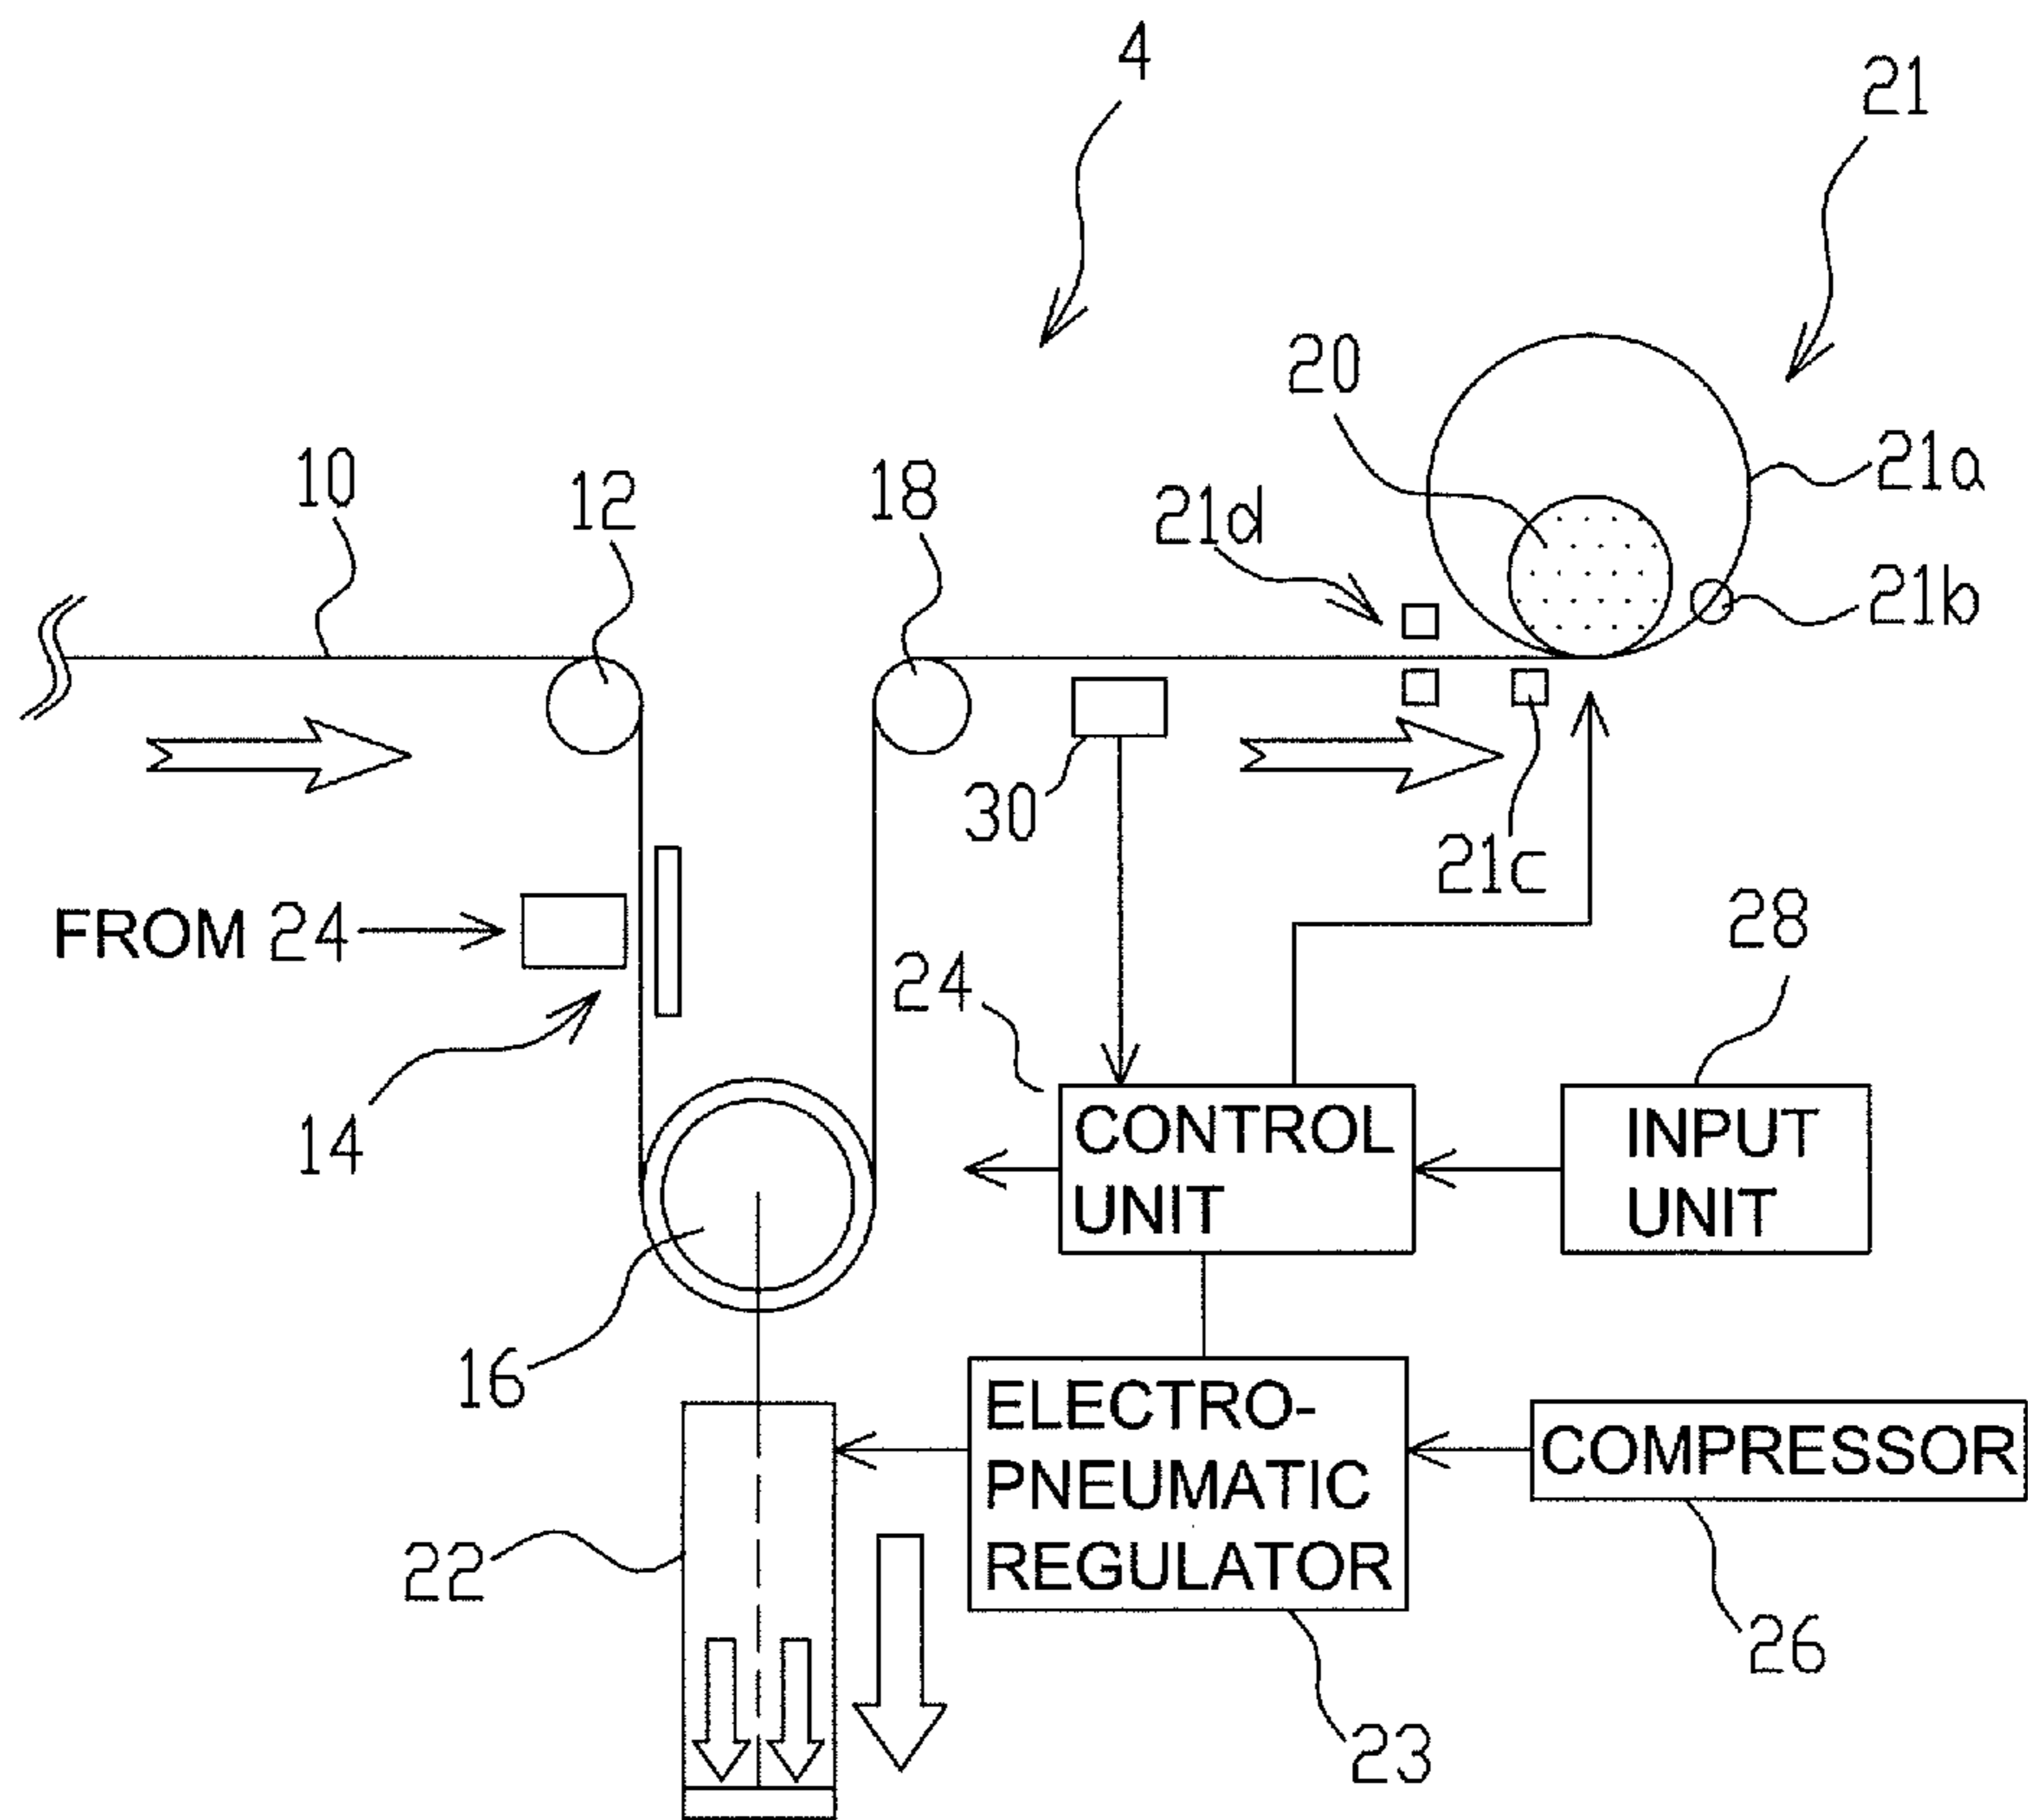 4
21
20
10
12
18
21d
21a
21b
30
21c
FROM 24
28
24
14
CONTROL
UNIT
INPUT
UNIT
16
ELECTRO-
PNEUMATIC
REGULATOR
COMPRESSOR
22
26
23